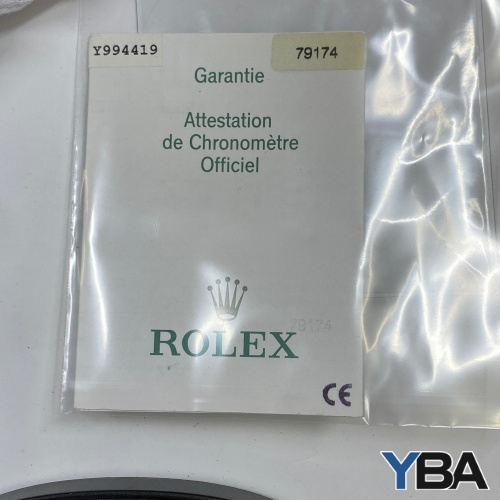 Y994419
79174
Garantie
Attestation
de Chronomètre
Officiel
79174
ROLEX
CE
YBA